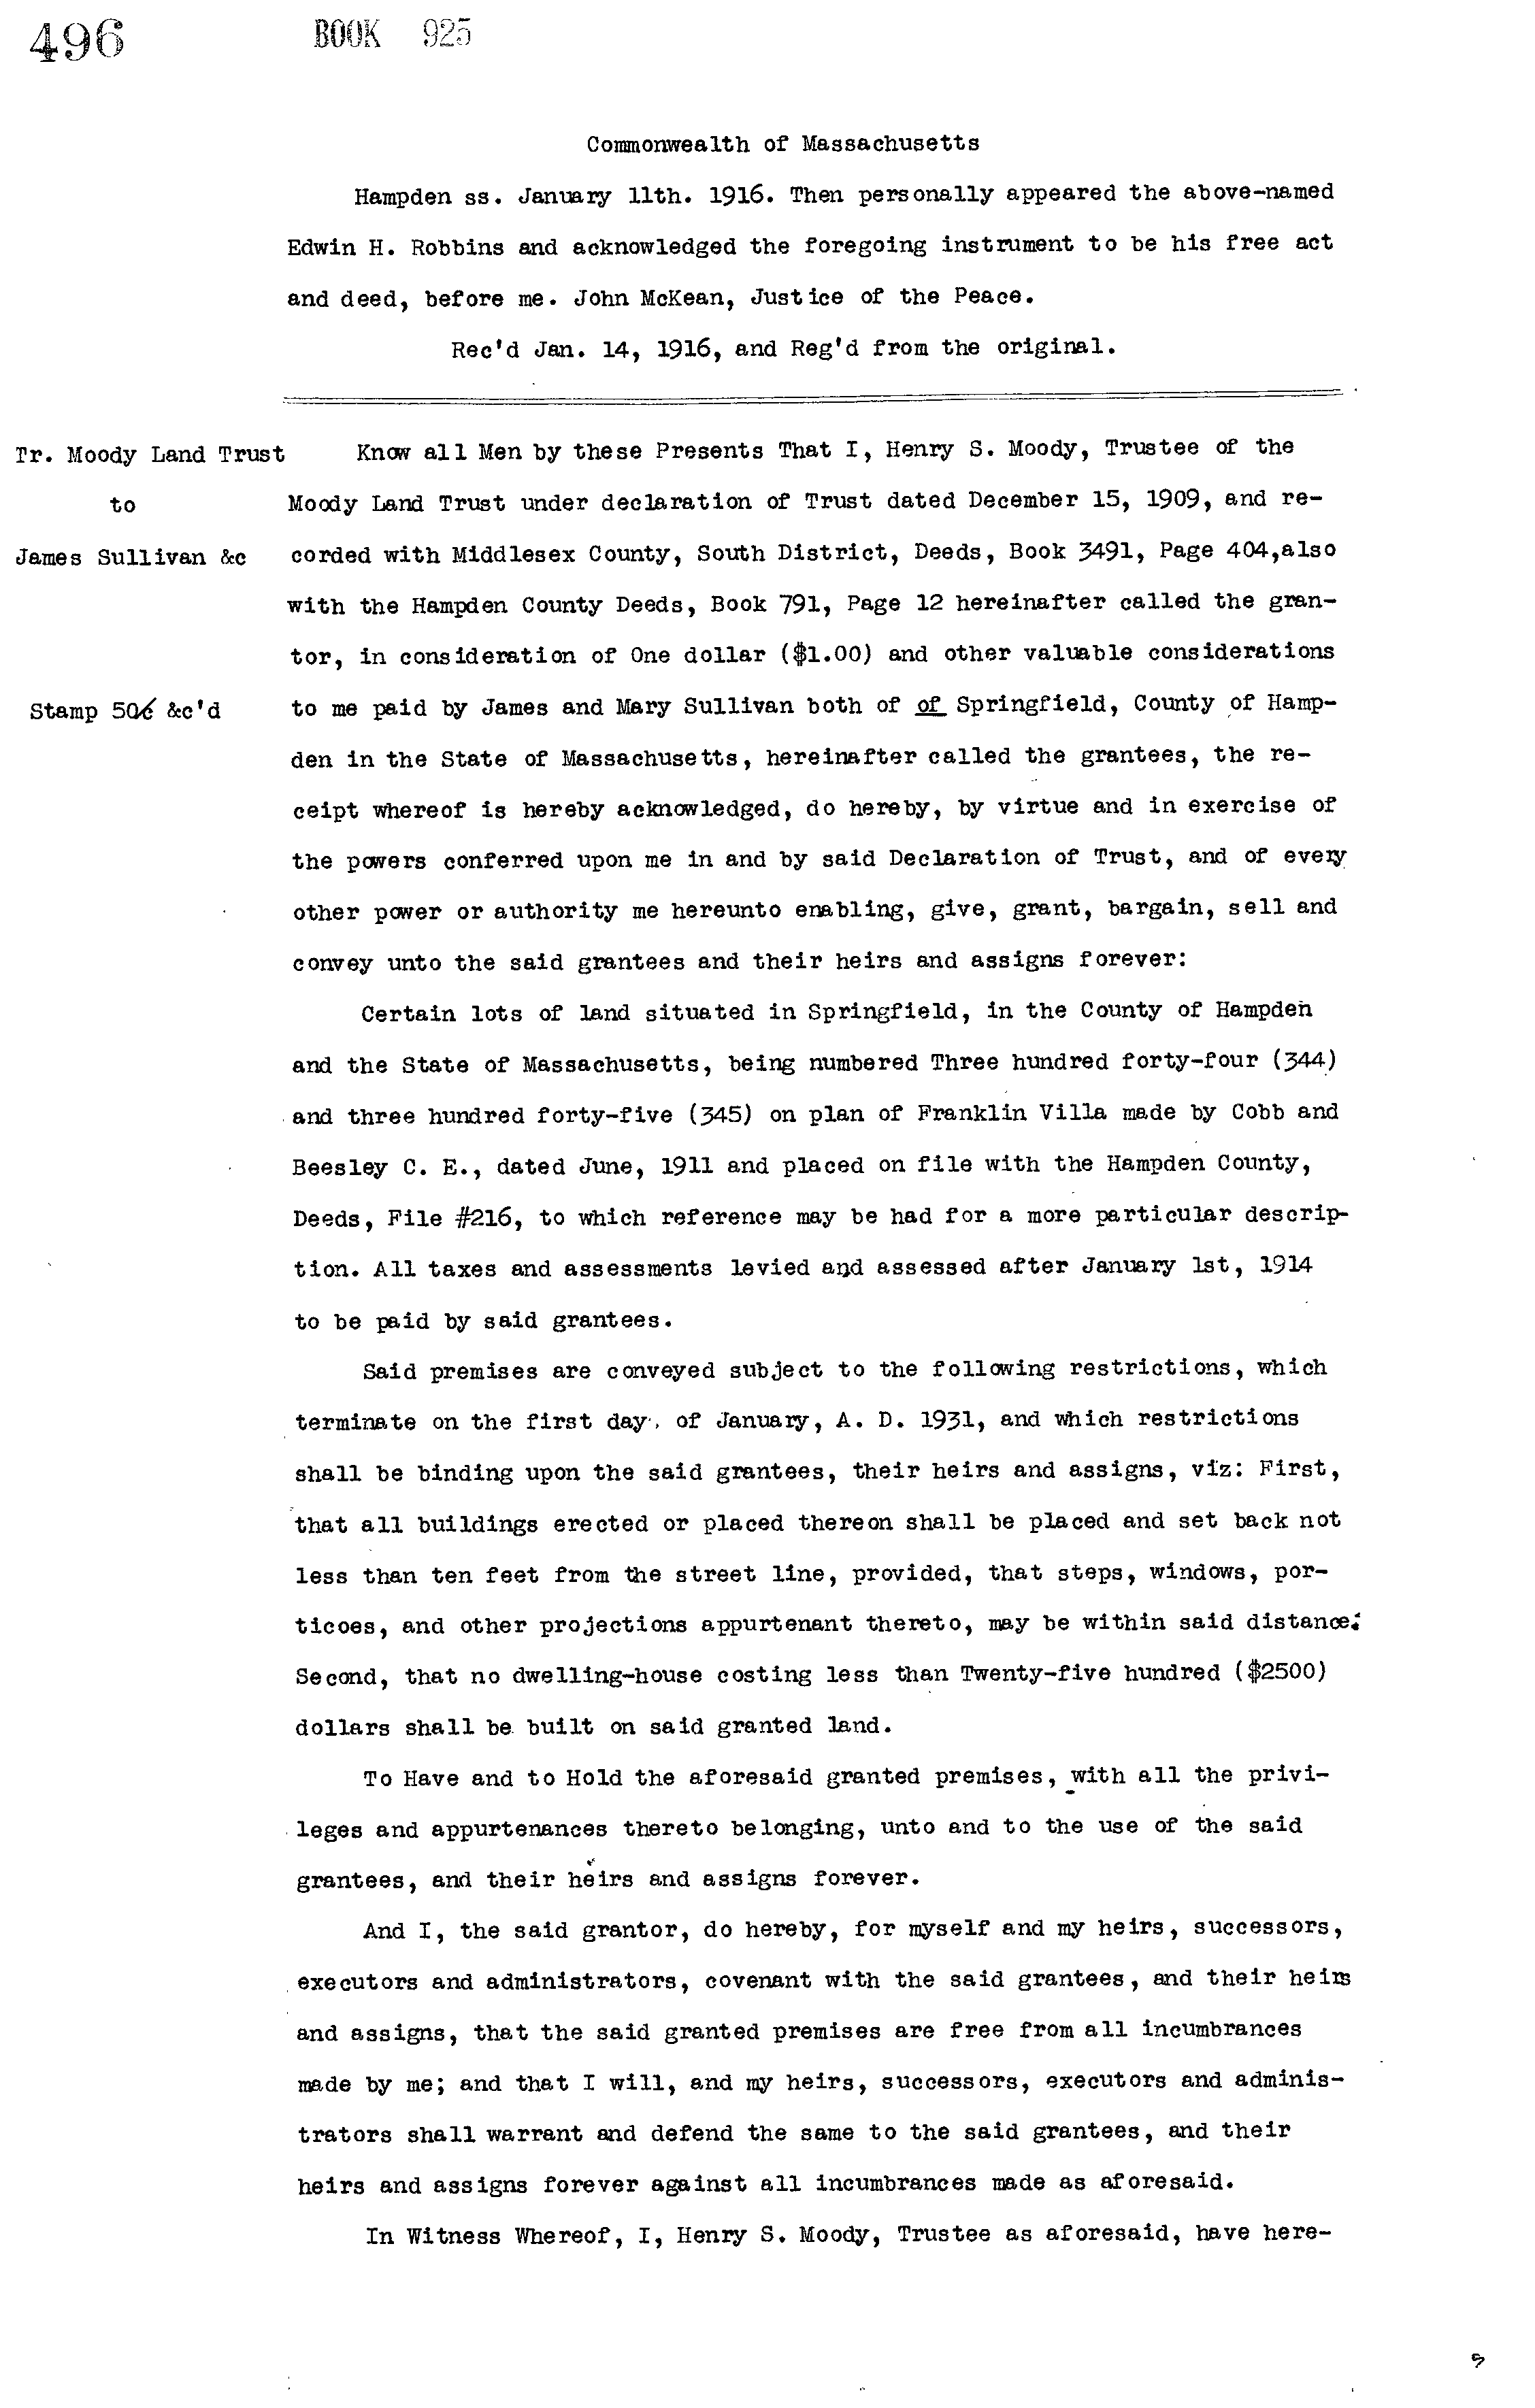 496 BOOK 925
Commonwealth of Massachusetts
Hampden ss. January 11th. 1916. Then personally appeared the above-named
Edwin H. Robbins and acknowledged the foregoing instrument to be his free act
and deed, before me. John McKean, Justice of the Peace.
Rec'd Jan. 14, 1916, and Reg'd from the original.
Tr. Moody Land Trust
to
James Sullivan &c
Stamp 50¢ &c'd
Know all Men by these Presents That I, Henry S. Moody, Trustee of the
Moody Land Trust under declaration of Trust dated December 15, 1909, and re-
corded with Middlesex County, South District, Deeds, Book 3491, Page 404,also
with the Hampden County Deeds, Book 791, Page 12 hereinafter called the gran-
tor, in consideration of One dollar ($1.00) and other valuable considerations
to me paid by James and Mary Sullivan both of of Springfield, County of Hamp-
den in the State of Massachusetts, hereinafter called the grantees, the re-
ceipt whereof is hereby acknowledged, do hereby, by virtue and in exercise of
the powers conferred upon me in and by said Declaration of Trust, and of every
other power or authority me hereunto enabling, give, grant, bargain, sell and
convey unto the said grantees and their heirs and assigns forever:
Certain lots of land situated in Springfield, in the County of Hampden
and the State of Massachusetts, being numbered Three hundred forty-four (344)
and three hundred forty-five (345) on plan of Franklin Villa made by Cobb and
Beesley C. E., dated June, 1911 and placed on file with the Hampden County,
Deeds, File #216, to which reference may be had for a more particular descrip-
tion. All taxes and assessments levied and assessed after January 1st, 1914
to be paid by said grantees.
Said premises are conveyed subject to the following restrictions, which
terminate on the first day, of January, A. D. 1931, and which restrictions
shall be binding upon the said grantees, their heirs and assigns, viz: First,
that all buildings erected or placed thereon shall be placed and set back not
less than ten feet from the street line, provided, that steps, windows, por-
ticoes, and other projections appurtenant thereto, may be within said distance:
Second, that no dwelling-house costing less than Twenty-five hundred ($2500)
dollars shall be built on said granted land.
To Have and to Hold the aforesaid granted premises, with all the privi-
leges and appurtenances thereto belonging, unto and to the use of the said
grantees, and their heirs and assigns forever.
And I, the said grantor, do hereby, for myself and my heirs, successors,
executors and administrators, covenant with the said grantees, and their heirs
and assigns, that the said granted premises are free from all incumbrances
made by me; and that I will, and my heirs, successors, executors and adminis-
trators shall warrant and defend the same to the said grantees, and their
heirs and assigns forever against all incumbrances made as aforesaid.
In Witness Whereof, I, Henry S. Moody, Trustee as aforesaid, have here-